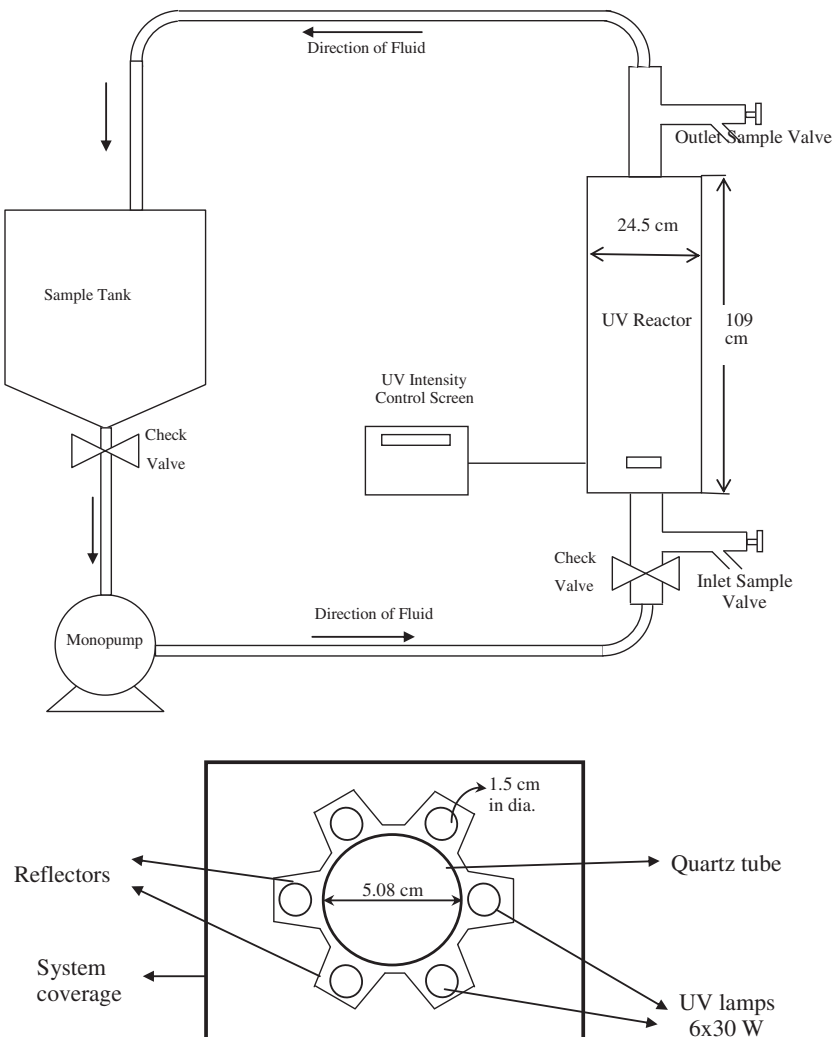 Direction of Fluid
Outlet Sample Valve
24.5 cm
Sample Tank
UV Reactor
109
cm
UV Intensity
Control Screen
Check
Valve
Check
Valve
Inlet Sample
Valve
Direction of Fluid
Monopump
1.5 cm
in dia.
Reflectors
5.08 cm
Quartz tube
System
coverage
UV lamps
6x30 W